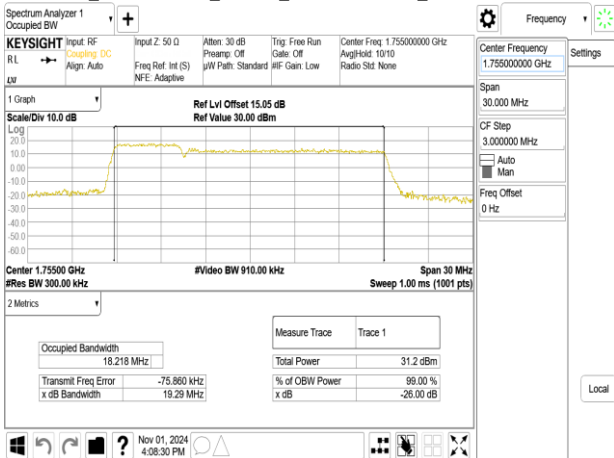 Spectrum Analyzer 1
Occupied BW
+
Frequency
KEYSIGHT
RL
LXI
Input: RF
Coupling: DC
Align: Auto
Input Z: 50 Ω
Freq Ref: Int (S)
NFE: Adaptive
Atten: 30 dB
Preamp: Off
µW Path: Standard
Trig: Free Run
Gate: Off
#IF Gain: Low
Center Freq: 1.755000000 GHz
Avg|Hold: 10/10
Radio Std: None
Center Frequency
1.755000000 GHz
Settings
Span
30.000 MHz
CF Step
3.000000 MHz
Auto
Man
Freq Offset
0 Hz
Local
1 Graph
Scale/Div 10.0 dB
Ref Lvl Offset 15.05 dB
Ref Value 30.00 dBm
Log
20.0
10.0
0.00
-10.0
-20.0
-30.0
-40.0
-50.0
-60.0
Center 1.75500 GHz
#Video BW 910.00 kHz
Span 30 MHz
#Res BW 300.00 kHz
Sweep 1.00 ms (1001 pts)
2 Metrics
Measure Trace Trace 1
Occupied Bandwidth
18.218 MHz
Total Power 31.2 dBm
Transmit Freq Error -75.860 kHz
% of OBW Power 99.00 %
x dB Bandwidth 19.29 MHz
x dB -26.00 dB
?
Nov 01, 2024
4:08:30 PM